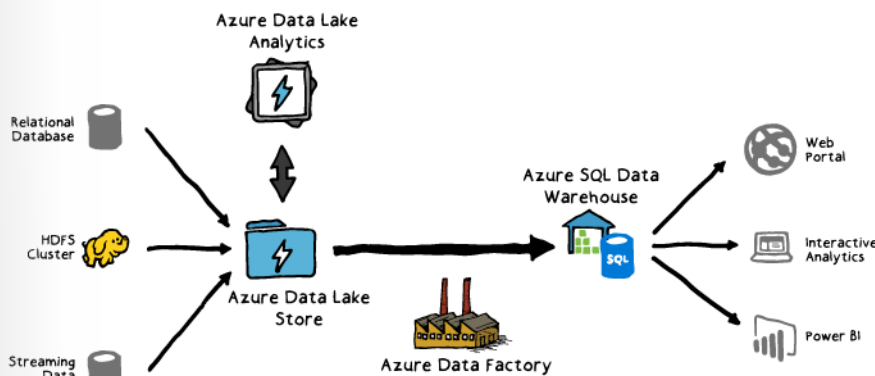 Azure Data Lake
Analytics
Relational
Database
HDFS
Cluster
Streaming
Data
Azure Data Lake
Store
Azure Data Factory
Azure SQL Data
Warehouse
SQL
Web
Portal
Interactive
Analytics
Power BI